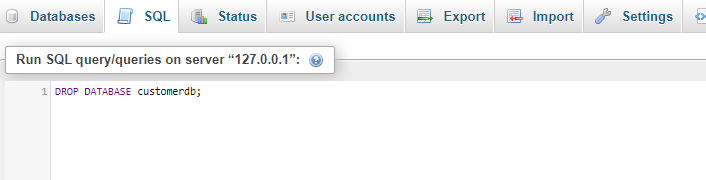 Databases SQL Status User accounts Export Import Settings
Run SQL query/queries on server “127.0.0.1”:
1 DROP DATABASE customerdb;